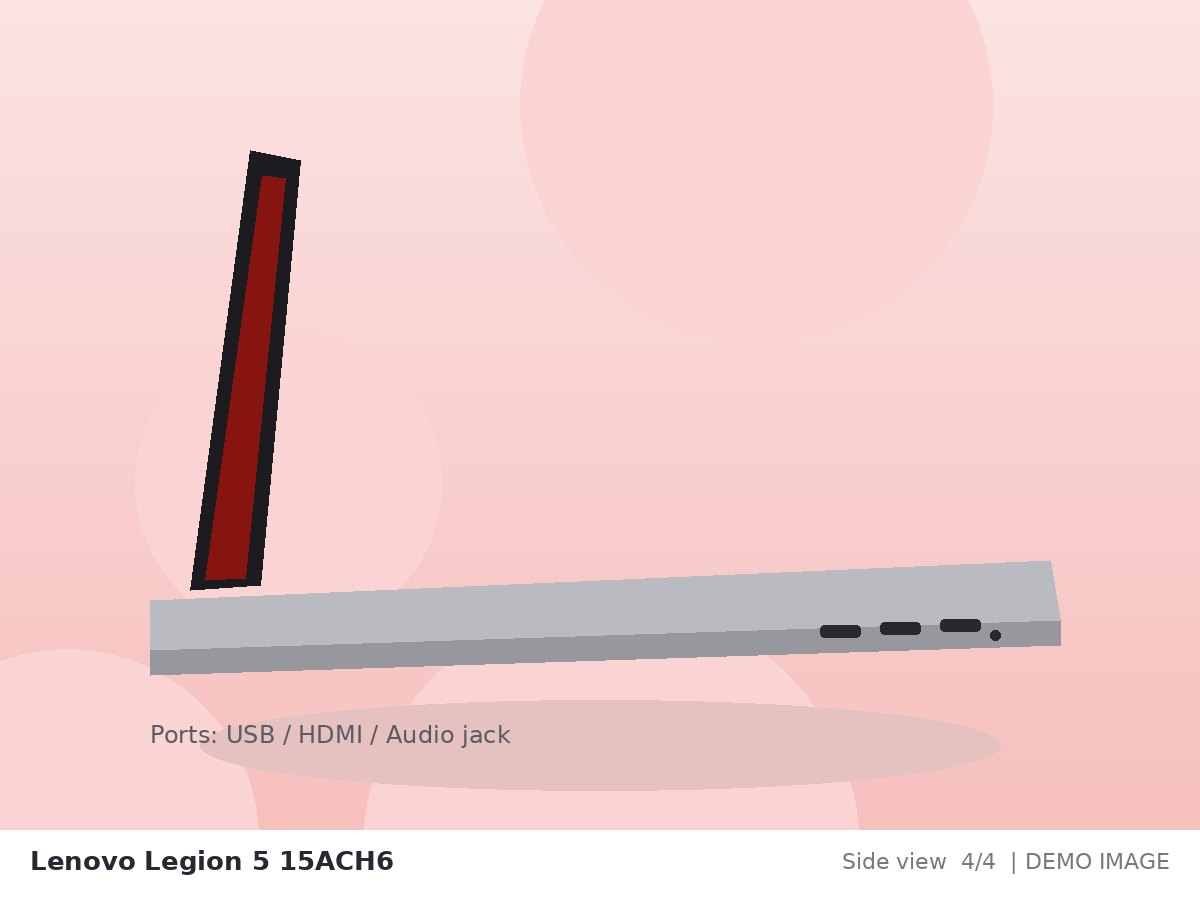 Ports: USB / HDMI / Audio jack
Lenovo Legion 5 15ACH6
Side view  4/4  | DEMO IMAGE